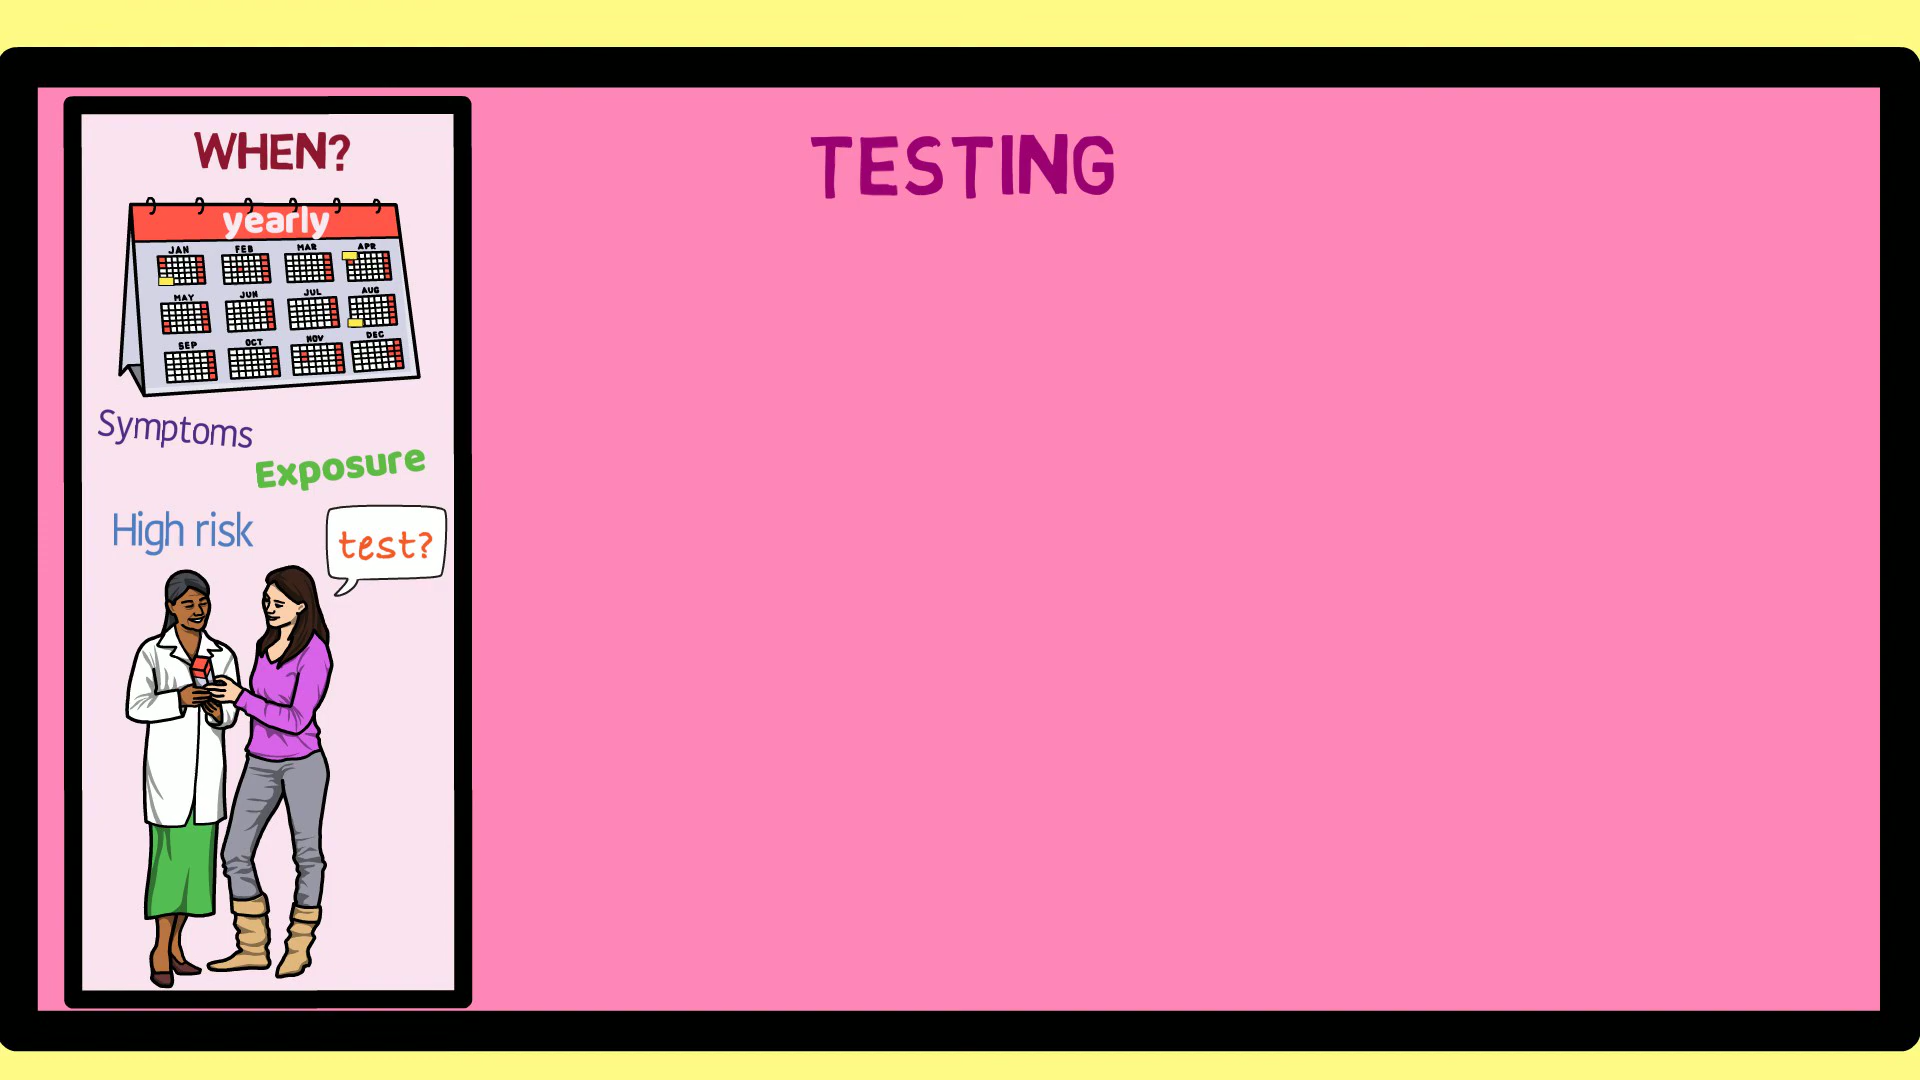 TESTING
WHEN?
yearly
JAN FEB MAR APR
MAY JUN JUL AUG
SEP OCT NOV DEC
Symptoms
Exposure
High risk
test?